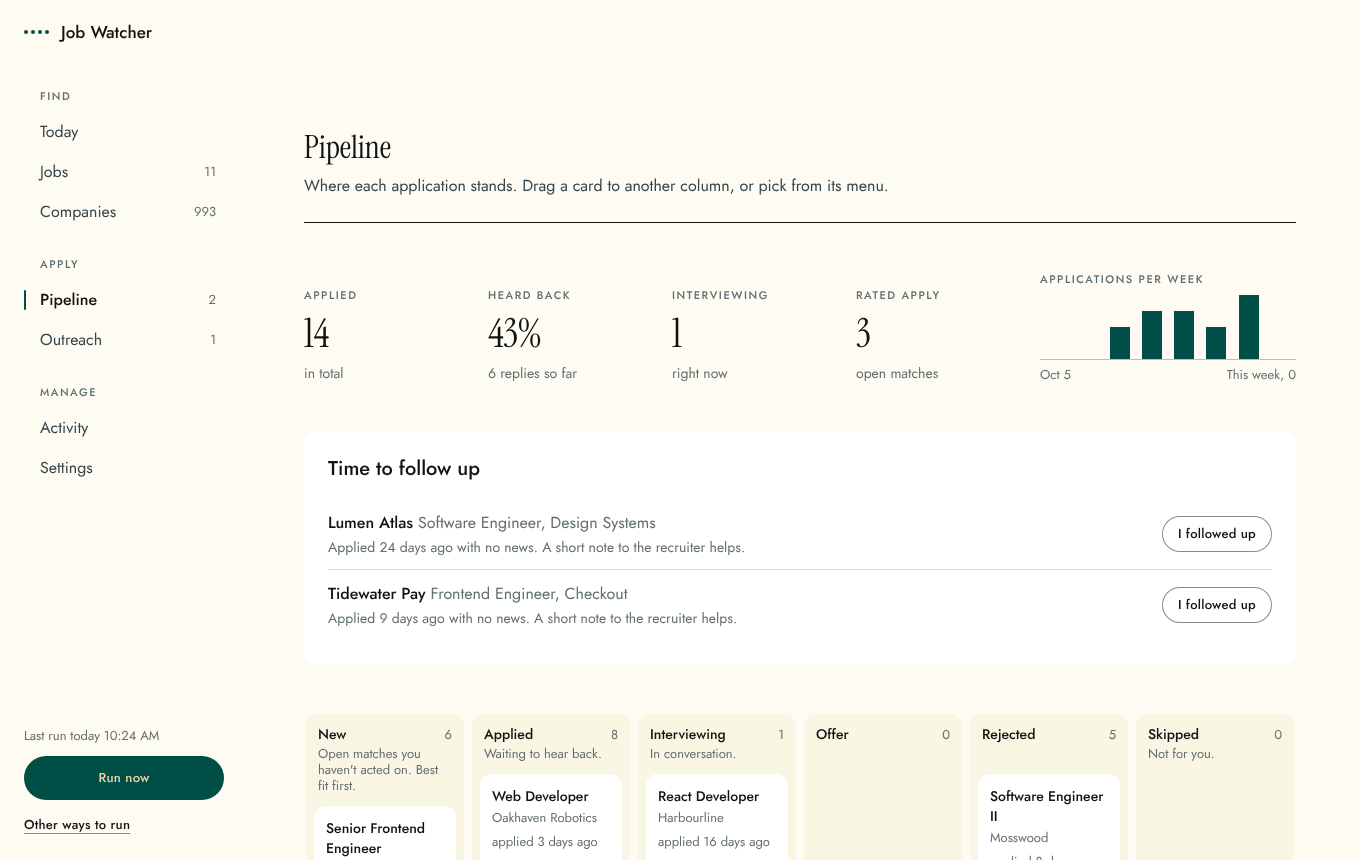 Job Watcher
FIND
Today
Jobs 11
Companies 993
APPLY
Pipeline 2
Outreach 1
MANAGE
Activity
Settings
Last run today 10:24 AM
Run now
Other ways to run
Pipeline
Where each application stands. Drag a card to another column, or pick from its menu.
APPLIED
14
in total
HEARD BACK
43%
6 replies so far
INTERVIEWING
1
right now
RATED APPLY
3
open matches
APPLICATIONS PER WEEK
Oct 5
This week, 0
Time to follow up
Lumen Atlas Software Engineer, Design Systems
Applied 24 days ago with no news. A short note to the recruiter helps.
I followed up
Tidewater Pay Frontend Engineer, Checkout
Applied 9 days ago with no news. A short note to the recruiter helps.
I followed up
New 6
Open matches you
haven't acted on. Best
fit first.
Senior Frontend
Engineer
Applied 8
Waiting to hear back.
Web Developer
Oakhaven Robotics
applied 3 days ago
Interviewing 1
In conversation.
React Developer
Harbourline
applied 16 days ago
Offer 0
Rejected 5
Software Engineer
II
Mosswood
Skipped 0
Not for you.